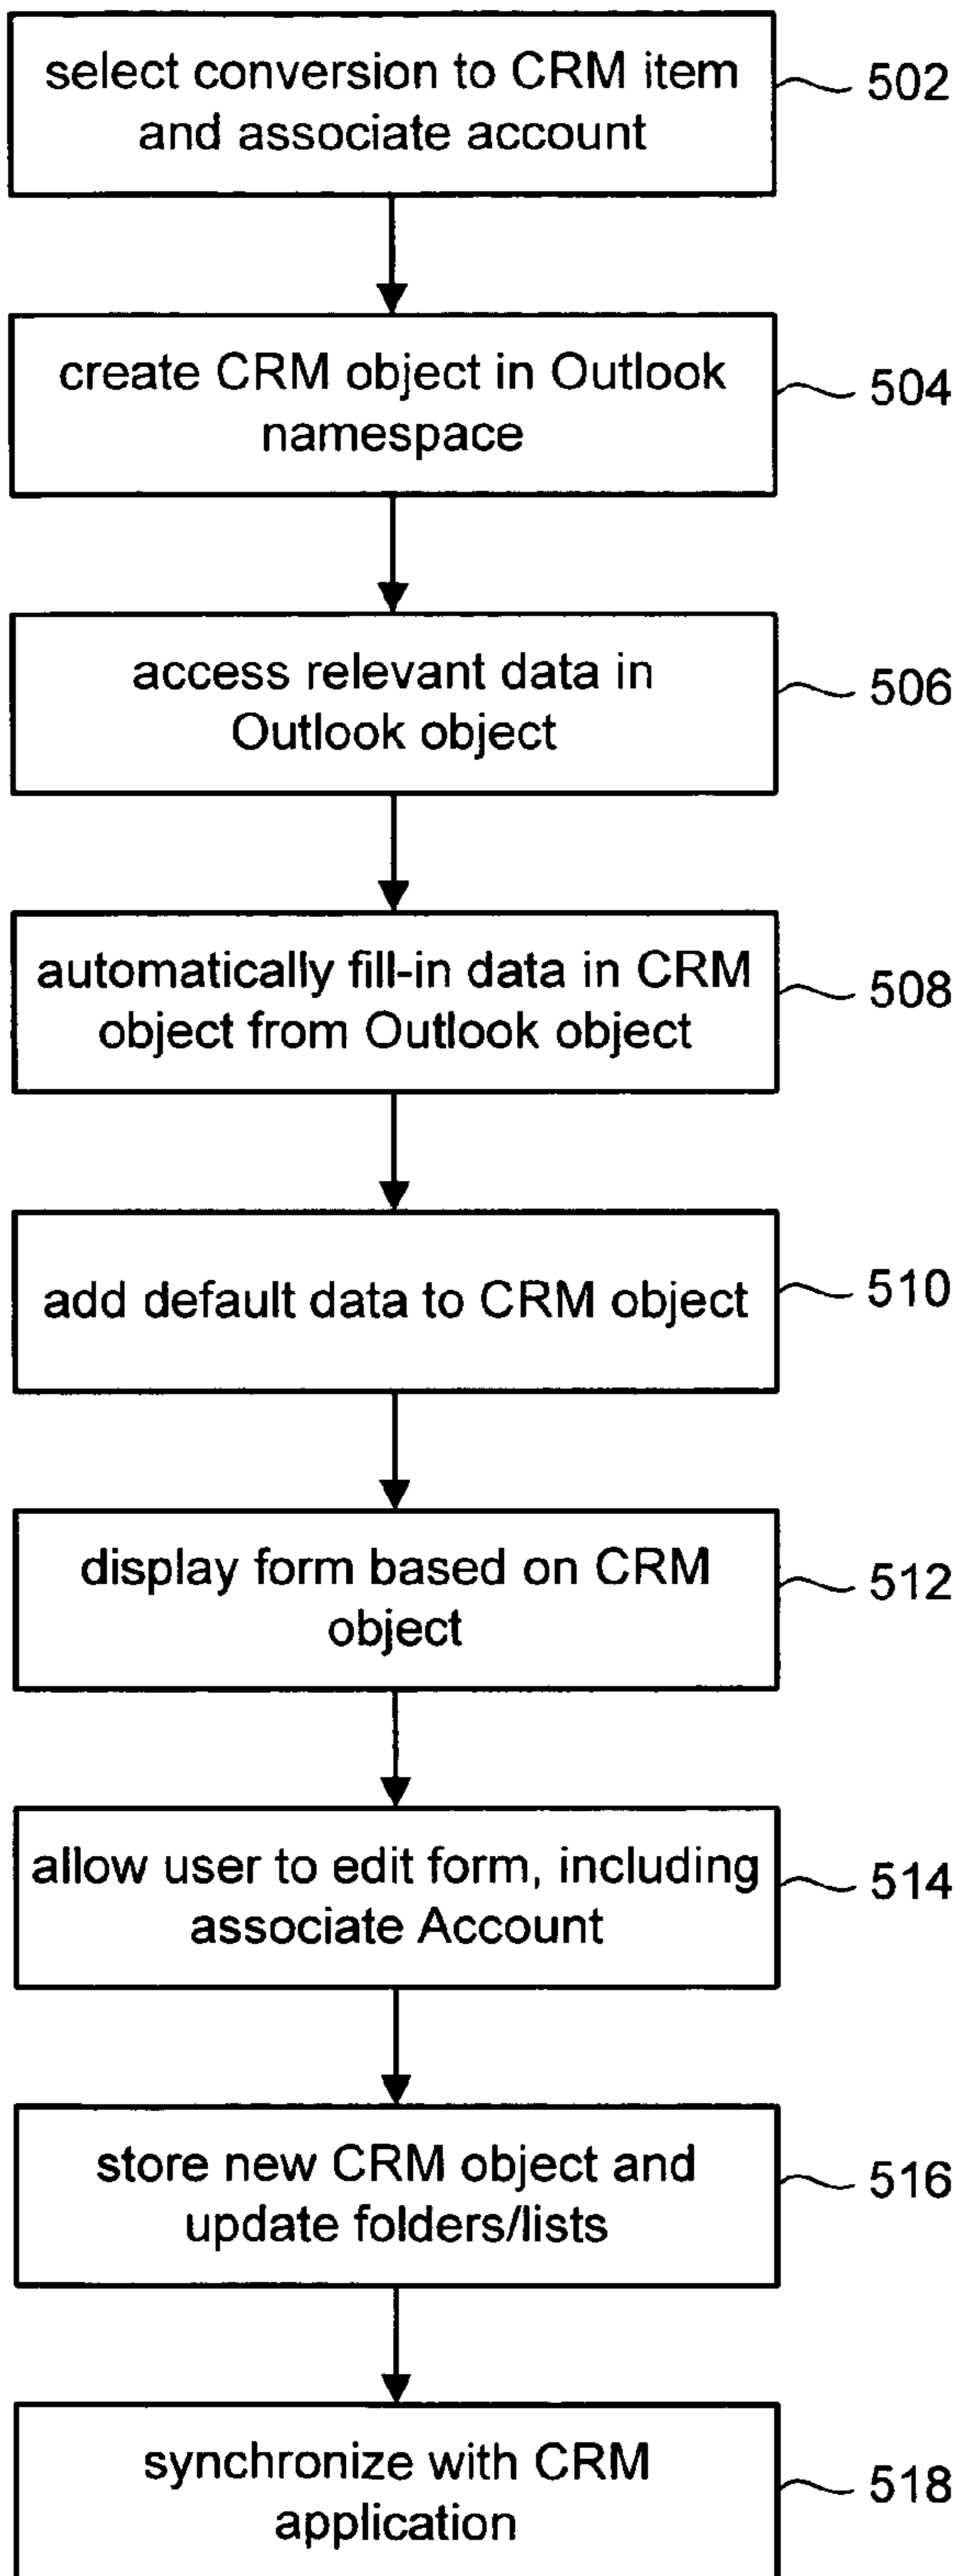 select conversion to CRM item
and associate account
502
create CRM object in Outlook
namespace
504
access relevant data in
Outlook object
506
automatically fill-in data in CRM
object from Outlook object
508
add default data to CRM object
510
display form based on CRM
object
512
allow user to edit form, including
associate Account
514
store new CRM object and
update folders/lists
516
synchronize with CRM
application
518